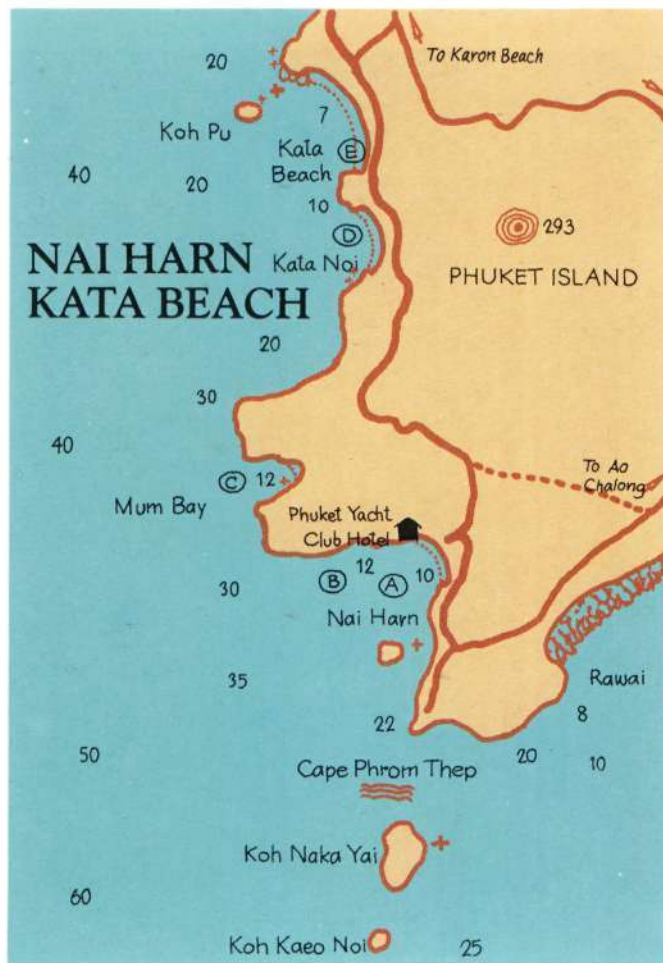 To Karon Beach
20
Koh Pu
7
Kata
Beach
E
40
20
10
D
293
NAI HARN
KATA BEACH
Kata Noi
PHUKET ISLAND
20
30
40
To Ao
Chalong
C
12
Mum Bay
Phuket Yacht
Club Hotel
30
B
12
A
10
Nai Harn
35
Rawai
8
22
20
10
50
Cape Phrom Thep
Koh Naka Yai
60
Koh Kaeo Noi
25